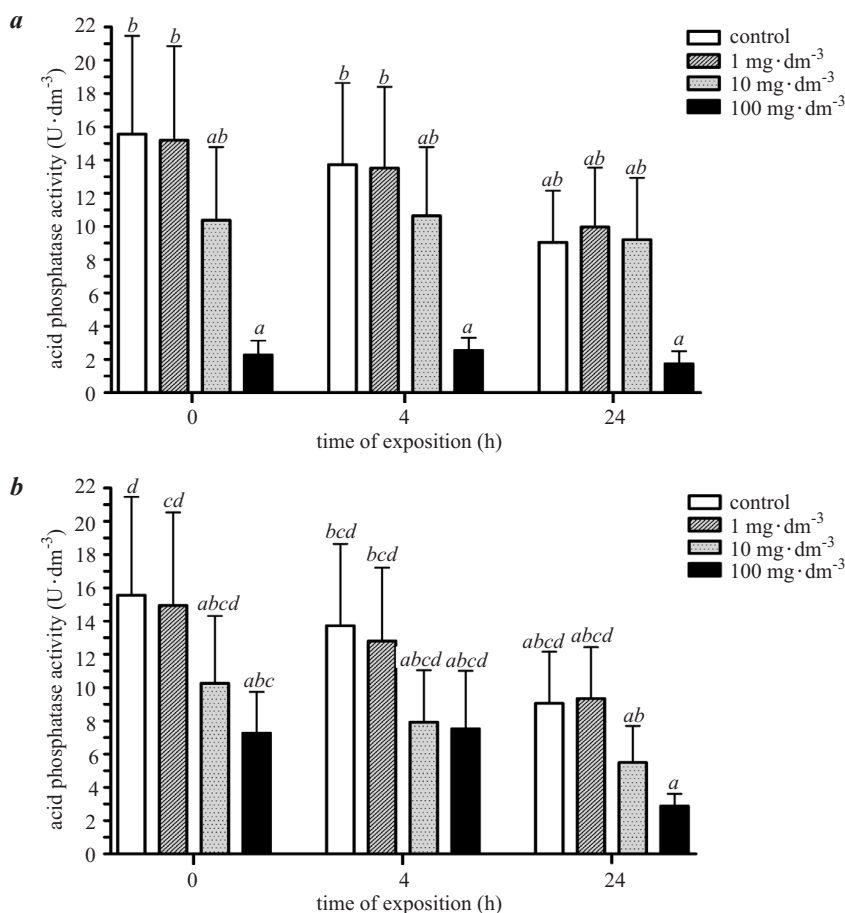 a
acid phosphatase activity (U·dm⁻³)
22
20
18
16
14
12
10
8
6
4
2
0
b
b
ab
a
b
b
ab
a
ab
ab
ab
a
control
1 mg·dm⁻³
10 mg·dm⁻³
100 mg·dm⁻³
0
4
24
time of exposition (h)
b
acid phosphatase activity (U·dm⁻³)
22
20
18
16
14
12
10
8
6
4
2
0
d
cd
abcd
abc
bcd
bcd
abcd
abcd
abcd
abcd
ab
a
control
1 mg·dm⁻³
10 mg·dm⁻³
100 mg·dm⁻³
0
4
24
time of exposition (h)